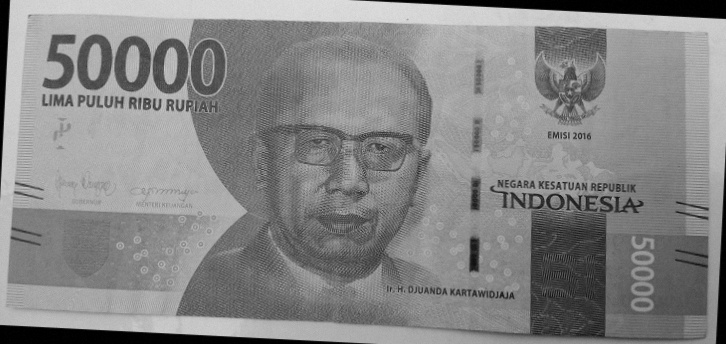 50000
LIMA PULUH RIBU RUPIAH
EMISI 2016
NEGARA KESATUAN REPUBLIK
INDONESIA
GUBERNUR
MENTERI KEUANGAN
50000
Ir. H. DJUANDA KARTAWIDJAJA